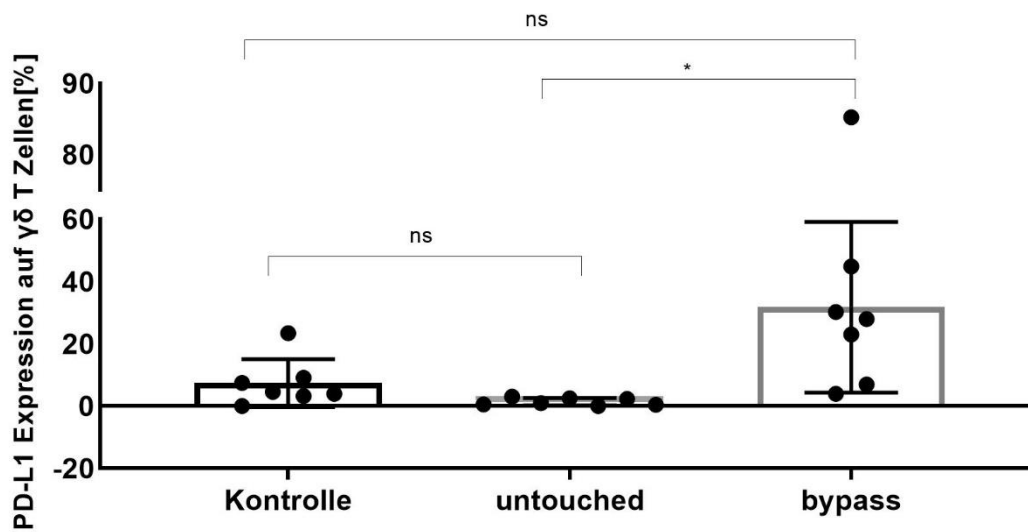 ns
*
90
80
60
ns
40
20
0
-20
PD-L1 Expression auf γδ T Zellen[%]
Kontrolle untouched bypass